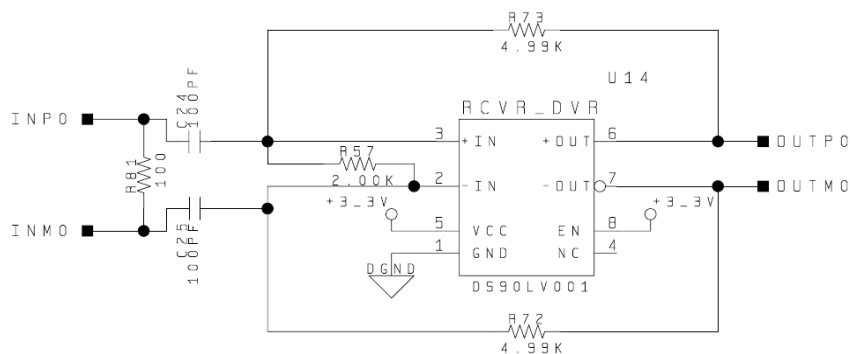 R73
4.99K
U14
RCVR_DVR
C24
100PF
INPO
3
+IN
+OUT
6
OUTPO
R81
100
R57
2.00K
2
-IN
-OUT
7
OUTMO
+3_3V
+3_3V
INMO
C25
100PF
5
VCC
EN
8
1
GND
NC
4
DGND
DS90LV001
R72
4.99K